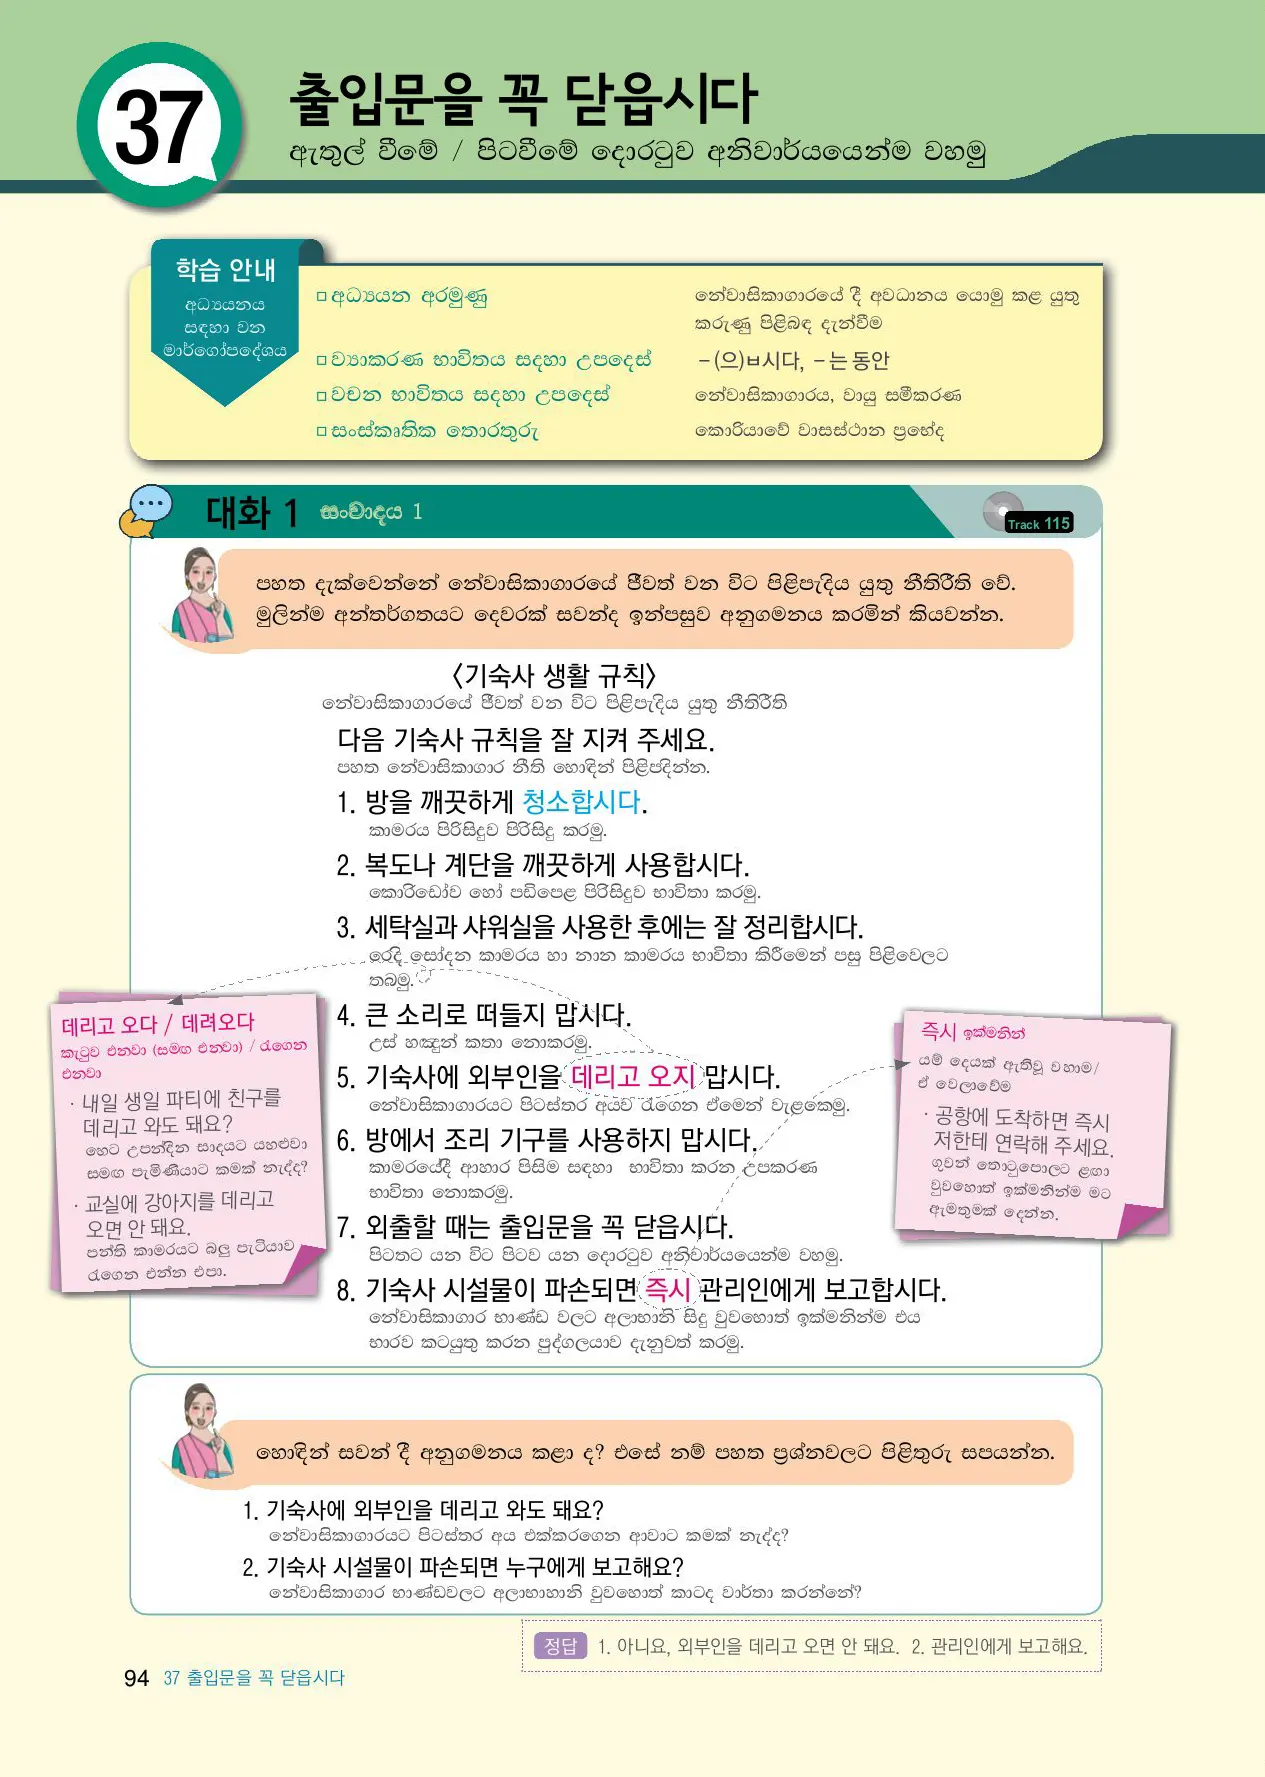 37
출입문을 꼭 닫읍시다
ඇතුල් වීමේ / පිටවීමේ දොරටුව අනිවාර්යයෙන්ම වහමු
학습 안내
අධ්‍යයනය
සඳහා වන
මාර්ගෝපදේශය
අධ්‍යයන අරමුණු
නේවාසිකාගාරයේ දී අවධානය යොමු කළ යුතු
කරුණු පිළිබඳ දැන්වීම
ව්‍යාකරණ භාවිතය සදහා උපදෙස්
–(으)ㅂ시다, –는 동안
වචන භාවිතය සදහා උපදෙස්
නේවාසිකාගාරය, වායු සමීකරණ
සංස්කෘතික තොරතුරු
කොරියාවේ වාසස්ථාන ප්‍රභේද
대화 1 සංවාදය 1
Track 115
පහත දැක්වෙන්නේ නේවාසිකාගාරයේ ජීවත් වන විට පිළිපැදිය යුතු නීතිරීති වේ.
මුලින්ම අන්තර්ගතයට දෙවරක් සවන්ද ඉන්පසුව අනුගමනය කරමින් කියවන්න.
〈기숙사 생활 규칙〉
නේවාසිකාගාරයේ ජීවත් වන විට පිළිපැදිය යුතු නීතිරීති
다음 기숙사 규칙을 잘 지켜 주세요.
පහත නේවාසිකාගාර නීති හොඳින් පිළිපදින්න.
1. 방을 깨끗하게 청소합시다.
කාමරය පිරිසිදුව පිරිසිදු කරමු.
2. 복도나 계단을 깨끗하게 사용합시다.
කොරිඩෝව හෝ පඩිපෙළ පිරිසිදුව භාවිතා කරමු.
3. 세탁실과 샤워실을 사용한 후에는 잘 정리합시다.
රෙදි සෝදන කාමරය හා නාන කාමරය භාවිතා කිරීමෙන් පසු පිළිවෙලට
තබමු.
4. 큰 소리로 떠들지 맙시다.
උස් හඬුන් කතා නොකරමු.
5. 기숙사에 외부인을 데리고 오지 맙시다.
නේවාසිකාගාරයට පිටස්තර අයව රැගෙන ඒමෙන් වැළකෙමු.
6. 방에서 조리 기구를 사용하지 맙시다.
කාමරයේදී ආහාර පිසිම සඳහා භාවිතා කරන උපකරණ
භාවිතා නොකරමු.
7. 외출할 때는 출입문을 꼭 닫읍시다.
පිටතට යන විට පිටව යන දොරටුව අනිවාර්යයෙන්ම වහමු.
8. 기숙사 시설물이 파손되면 즉시 관리인에게 보고합시다.
නේවාසිකාගාර භාණ්ඩ වලට අලාභානි සිදු වුවහොත් ඉක්මනින්ම එය
භාරව කටයුතු කරන පුද්ගලයාව දැනුවත් කරමු.
데리고 오다 / 데려오다
කැටුව එනවා (සමඟ එනවා) / රැගෙන
එනවා
· 내일 생일 파티에 친구를
데리고 와도 돼요?
හෙට උපන්දින සාදයට යහළුවා
සමඟ පැමිණියාට කමක් නැද්ද?
· 교실에 강아지를 데리고
오면 안 돼요.
පන්ති කාමරයට බලු පැටියාව
රැගෙන එන්න එපා.
즉시 ඉක්මනින්
යම් දෙයක් ඇතිවූ වහාම/
ඒ වෙලාවේම
· 공항에 도착하면 즉시
저한테 연락해 주세요.
ගුවන් තොටුපොලට ළඟා
වුවහොත් ඉක්මනින්ම මට
ඇමතුමක් දෙන්න.
හොඳින් සවන් දී අනුගමනය කළා ද? එසේ නම් පහත ප්‍රශ්නවලට පිළිතුරු සපයන්න.
1. 기숙사에 외부인을 데리고 와도 돼요?
නේවාසිකාගාරයට පිටස්තර අය එක්කරගෙන ආවාට කමක් නැද්ද?
2. 기숙사 시설물이 파손되면 누구에게 보고해요?
නේවාසිකාගාර භාණ්ඩවලට අලාභාහානි වුවහොත් කාටද වාර්තා කරන්නේ?
정답 1. 아니요, 외부인을 데리고 오면 안 돼요. 2. 관리인에게 보고해요.
94 37 출입문을 꼭 닫읍시다